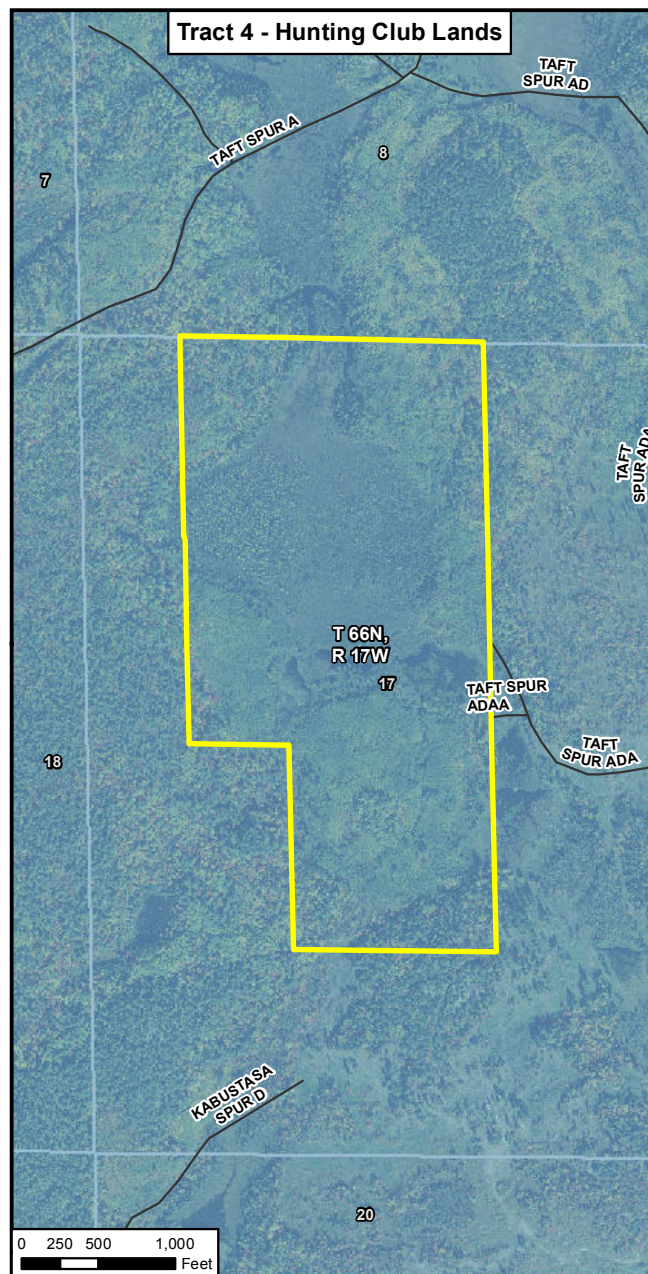 Tract 4 - Hunting Club Lands
TAFT
SPUR AD
TAFT SPUR A
8
7
TAFT
SPUR ADA
T 66N,
R 17W
17
TAFT SPUR
ADAA
TAFT
SPUR ADA
18
KABUSTASA
SPUR D
20
0 250 500 1,000
Feet